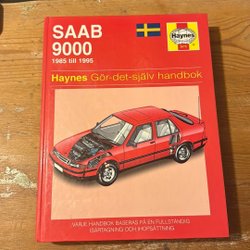 SAAB
9000
1985 till 1995
Haynes
Haynes Gör-det-själv handbok
VARJE HANDBOK BASERAS PÅ EN FULLSTÄNDIG
ISÄRTAGNING OCH IHOPSÄTTNING